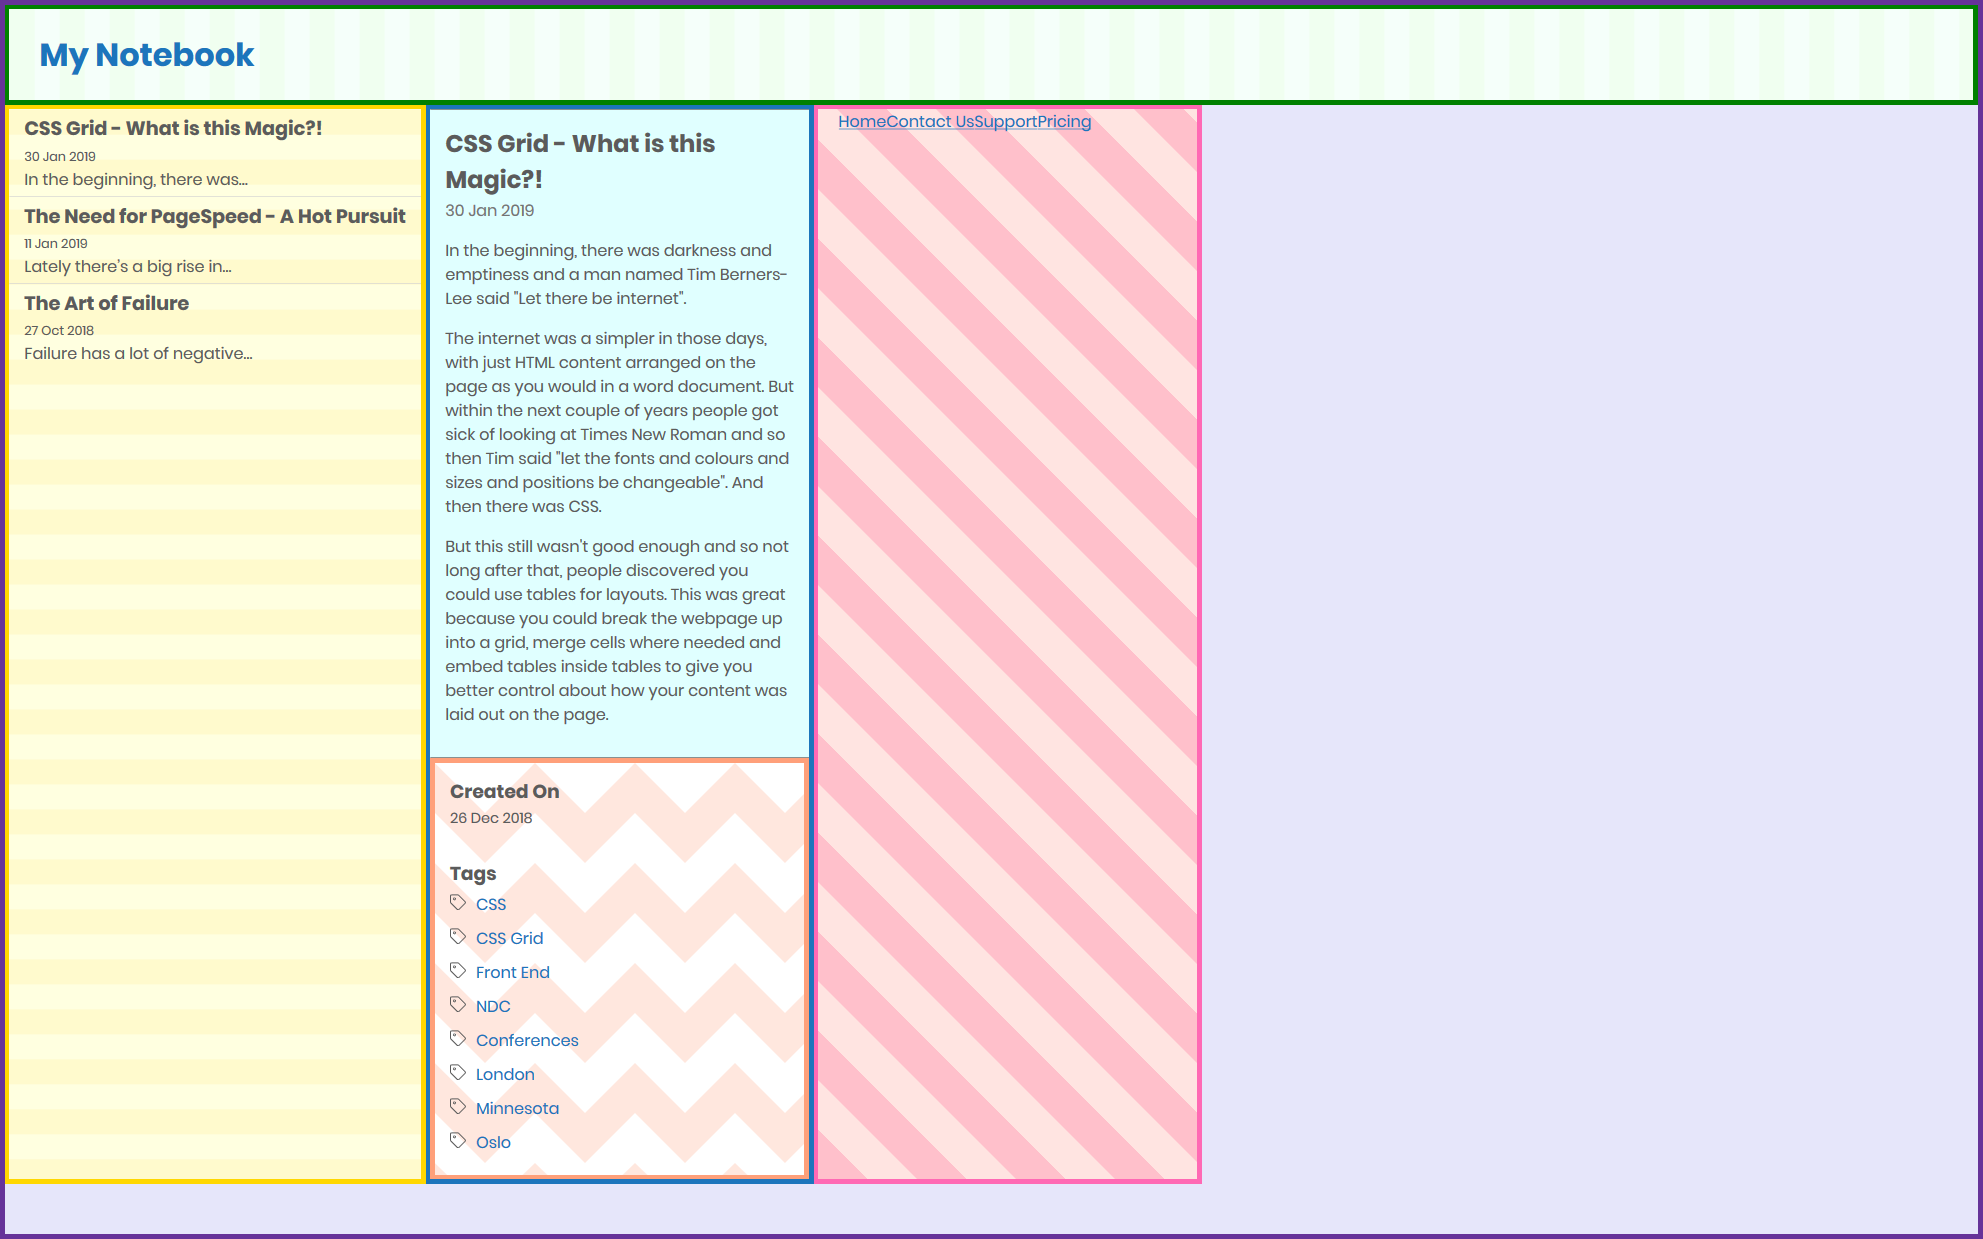 My Notebook
CSS Grid - What is this Magic?!
30 Jan 2019
In the beginning, there was...
The Need for PageSpeed - A Hot Pursuit
11 Jan 2019
Lately there's a big rise in...
The Art of Failure
27 Oct 2018
Failure has a lot of negative...
CSS Grid - What is this
Magic?!
30 Jan 2019
In the beginning, there was darkness and
emptiness and a man named Tim Berners-
Lee said "Let there be internet".
The internet was a simpler in those days,
with just HTML content arranged on the
page as you would in a word document. But
within the next couple of years people got
sick of looking at Times New Roman and so
then Tim said "let the fonts and colours and
sizes and positions be changeable". And
then there was CSS.
But this still wasn't good enough and so not
long after that, people discovered you
could use tables for layouts. This was great
because you could break the webpage up
into a grid, merge cells where needed and
embed tables inside tables to give you
better control about how your content was
laid out on the page.
Created On
26 Dec 2018
Tags
CSS
CSS Grid
Front End
NDC
Conferences
London
Minnesota
Oslo
HomeContact UsSupportPricing